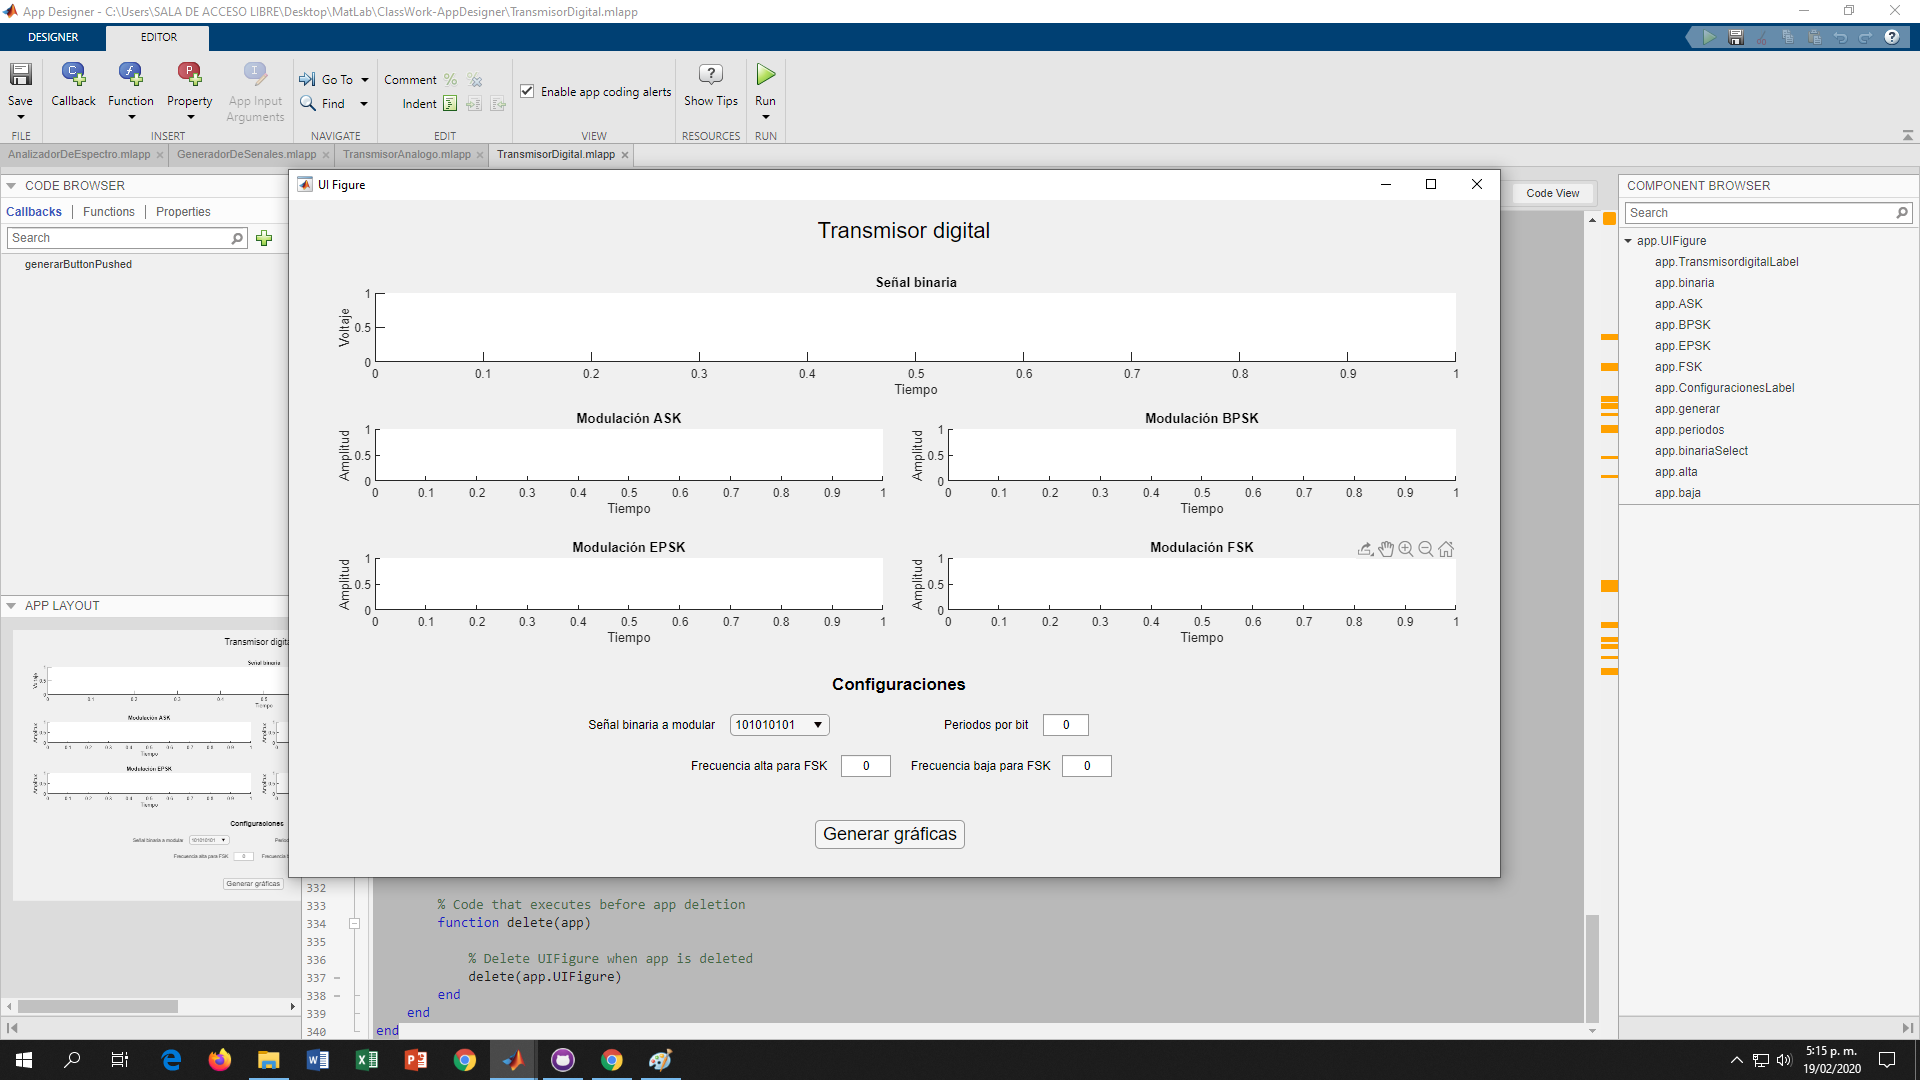 App Designer - C:\Users\SALA DE ACCESO LIBRE\Desktop\MatLab\ClassWork-AppDesigner\TransmisorDigital.mlapp
DESIGNER EDITOR
Save Callback Function Property App Input Arguments
Go To Find
Comment
Indent
Enable app coding alerts
Show Tips
Run
FILE INSERT NAVIGATE EDIT VIEW RESOURCES RUN
AnalizadorDeEspectro.mlapp GeneradorDeSenales.mlapp TransmisorAnalogo.mlapp TransmisorDigital.mlapp
CODE BROWSER
Callbacks Functions Properties
Search
generarButtonPushed
APP LAYOUT
UI Figure
Code View
Transmisor digital
Señal binaria
Voltaje
1
0.5
0
0 0.1 0.2 0.3 0.4 0.5 0.6 0.7 0.8 0.9 1
Tiempo
Modulación ASK
Amplitud
1
0.5
0
0 0.1 0.2 0.3 0.4 0.5 0.6 0.7 0.8 0.9 1
Tiempo
Modulación BPSK
Amplitud
1
0.5
0
0 0.1 0.2 0.3 0.4 0.5 0.6 0.7 0.8 0.9 1
Tiempo
Modulación EPSK
Amplitud
1
0.5
0
0 0.1 0.2 0.3 0.4 0.5 0.6 0.7 0.8 0.9 1
Tiempo
Modulación FSK
Amplitud
1
0.5
0
0 0.1 0.2 0.3 0.4 0.5 0.6 0.7 0.8 0.9 1
Tiempo
Configuraciones
Señal binaria a modular 101010101 Periodos por bit 0
Frecuencia alta para FSK 0 Frecuencia baja para FSK 0
Generar gráficas
332
333 % Code that executes before app deletion
334 function delete(app)
335
336 % Delete UIFigure when app is deleted
337 delete(app.UIFigure)
338 end
339 end
340 end
COMPONENT BROWSER
Search
app.UIFigure
app.TransmisordigitalLabel
app.binaria
app.ASK
app.BPSK
app.EPSK
app.FSK
app.ConfiguracionesLabel
app.generar
app.periodos
app.binariaSelect
app.alta
app.baja
5:15 p. m.
19/02/2020